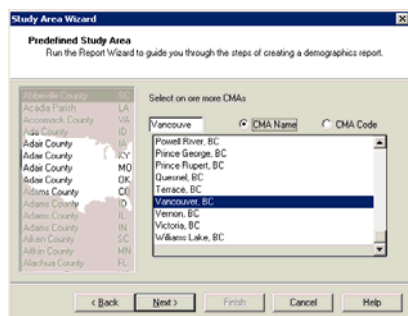 Study Area Wizard
Predefined Study Area
Run the Report Wizard to guide you through the steps of creating a demographics report.
Abbeville County SC
Acadia Parish LA
Accomack County VA
Ada County ID
Adair County IA
Adair County KY
Adair County MO
Adair County OK
Adams County CO
Adams County ID
Adams County IL
Adams County IN
Aiken County SC
Aitkin County MN
Alachua County FL
Select on ore more CMAs
Vancouve
CMA Name
CMA Code
Powell River, BC
Prince George, BC
Prince Rupert, BC
Quesnel, BC
Terrace, BC
Vancouver, BC
Vernon, BC
Victoria, BC
Williams Lake, BC
< Back
Next >
Finish
Cancel
Help